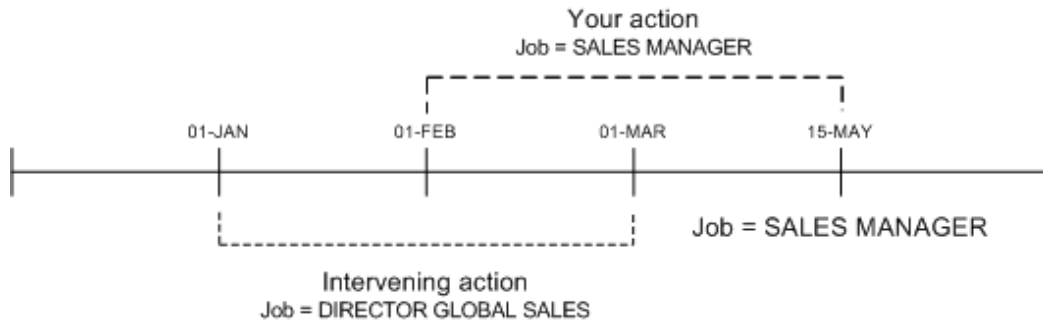 Your action
Job = SALES MANAGER
01-JAN 01-FEB 01-MAR 15-MAY
Job = SALES MANAGER
Intervening action
Job = DIRECTOR GLOBAL SALES